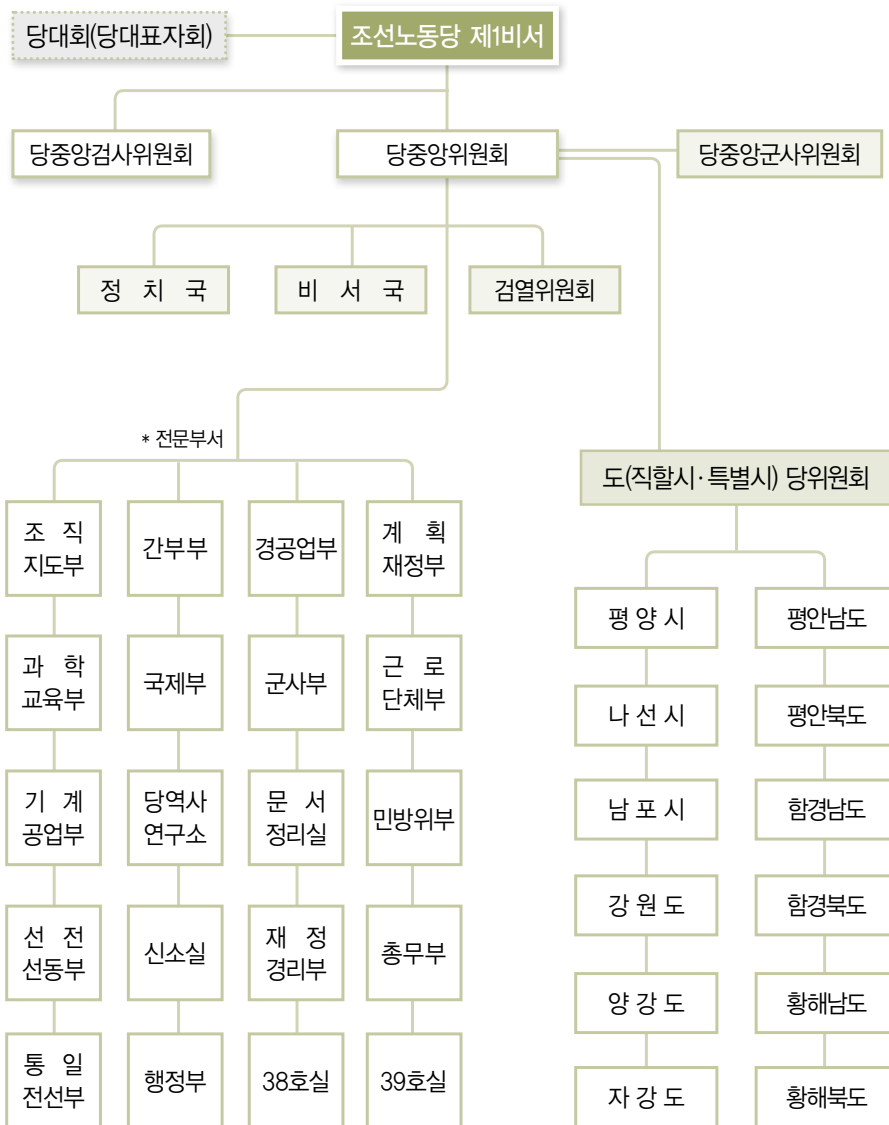 당대회(당대표자회)
조선노동당 제1비서
당중앙검사위원회
당중앙위원회
당중앙군사위원회
정 치 국
비 서 국
검열위원회
* 전문부서
도(직할시·특별시) 당위원회
조 직
지도부
간부부
경공업부
계 획
재정부
과 학
교육부
국제부
군사부
근 로
단체부
기 계
공업부
당역사
연구소
문 서
정리실
민방위부
선 전
선동부
신소실
재 정
경리부
총무부
통 일
전선부
행정부
38호실
39호실
평 양 시
평안남도
나 선 시
평안북도
남 포 시
함경남도
강 원 도
함경북도
양 강 도
황해남도
자 강 도
황해북도